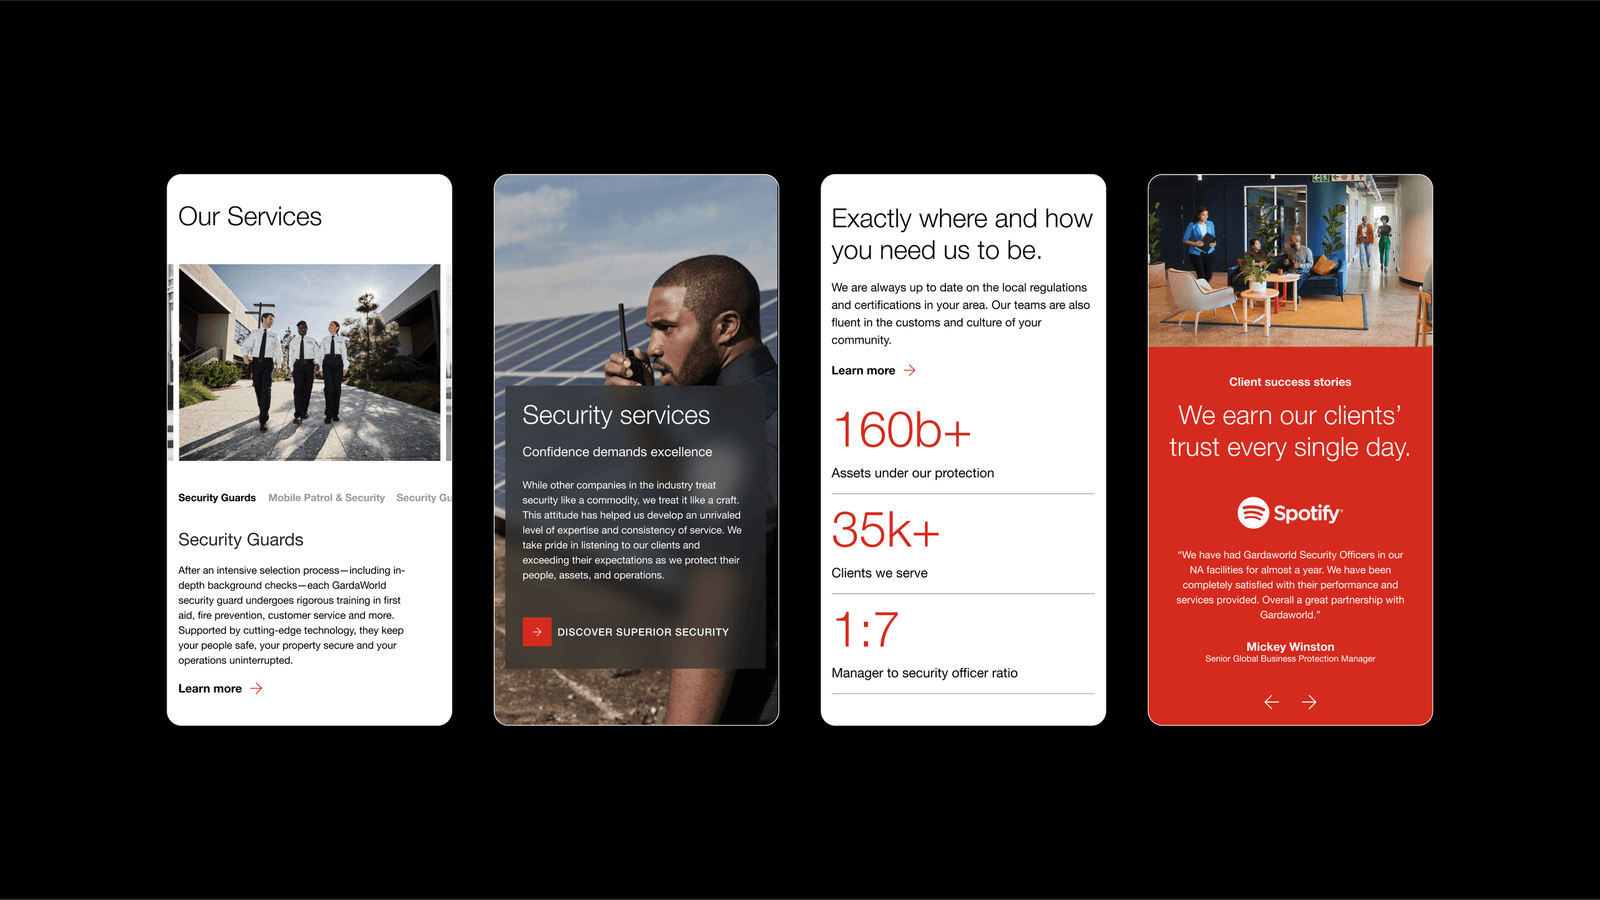 Our Services
Security Guards
Mobile Patrol & Security
Security Gu
Security Guards
After an intensive selection process—including in-
depth background checks—each GardaWorld
security guard undergoes rigorous training in first
aid, fire prevention, customer service and more.
Supported by cutting-edge technology, they keep
your people safe, your property secure and your
operations uninterrupted.
Learn more
Security services
Confidence demands excellence
While other companies in the industry treat
security like a commodity, we treat it like a craft.
This attitude has helped us develop an unrivaled
level of expertise and consistency of service. We
take pride in listening to our clients and
exceeding their expectations as we protect their
people, assets, and operations.
DISCOVER SUPERIOR SECURITY
Exactly where and how
you need us to be.
We are always up to date on the local regulations
and certifications in your area. Our teams are also
fluent in the customs and culture of your
community.
Learn more
160b+
Assets under our protection
35k+
Clients we serve
1:7
Manager to security officer ratio
Client success stories
We earn our clients’
trust every single day.
Spotify®
“We have had Gardaworld Security Officers in our
NA facilities for almost a year. We have been
completely satisfied with their performance and
services provided. Overall a great partnership with
Gardaworld.”
Mickey Winston
Senior Global Business Protection Manager